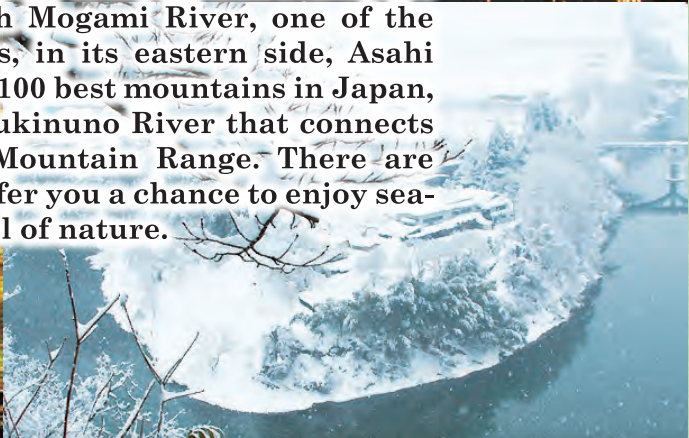 h Mogami River, one of the
s, in its eastern side, Asahi
100 best mountains in Japan,
ukinuno River that connects
Mountain Range. There are
fer you a chance to enjoy sea-
l of nature.